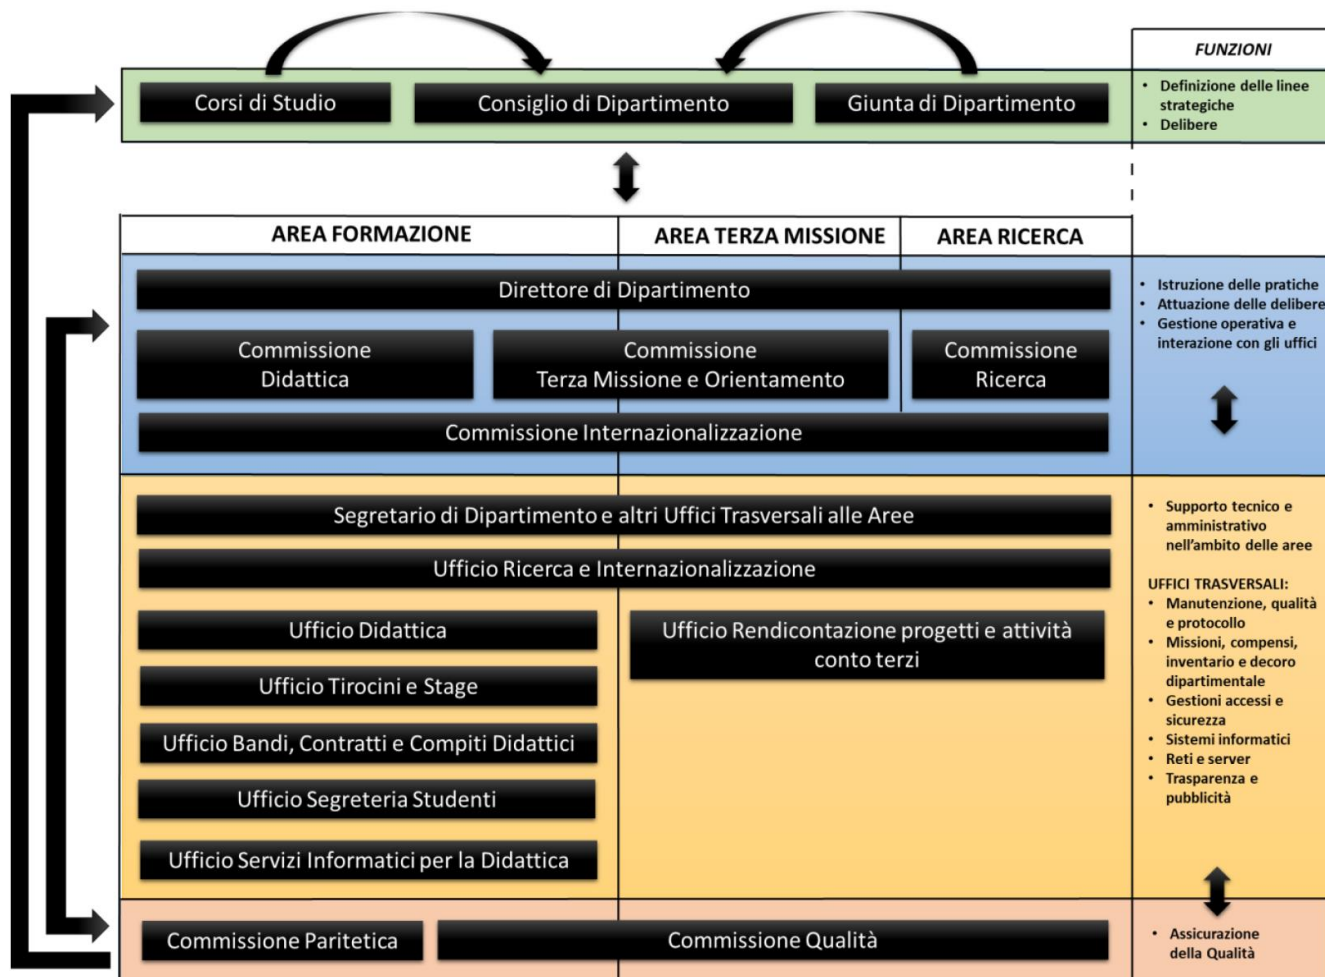 FUNZIONI
Corsi di Studio
Consiglio di Dipartimento
Giunta di Dipartimento
• Definizione delle linee
strategiche
• Delibere
AREA FORMAZIONE
AREA TERZA MISSIONE
AREA RICERCA
Direttore di Dipartimento
Commissione
Didattica
Commissione
Terza Missione e Orientamento
Commissione
Ricerca
Commissione Internazionalizzazione
• Istruzione delle pratiche
• Attuazione delle delibere
• Gestione operativa e
interazione con gli uffici
Segretario di Dipartimento e altri Uffici Trasversali alle Aree
Ufficio Ricerca e Internazionalizzazione
Ufficio Didattica
Ufficio Tirocini e Stage
Ufficio Bandi, Contratti e Compiti Didattici
Ufficio Segreteria Studenti
Ufficio Servizi Informatici per la Didattica
Ufficio Rendicontazione progetti e attività
conto terzi
• Supporto tecnico e
amministrativo
nell'ambito delle aree
UFFICI TRASVERSALI:
• Manutenzione, qualità
e protocollo
• Missioni, compensi,
inventario e decoro
dipartimentale
• Gestioni accessi e
sicurezza
• Sistemi informatici
• Reti e server
• Trasparenza e
pubblicità
Commissione Paritetica
Commissione Qualità
• Assicurazione
della Qualità